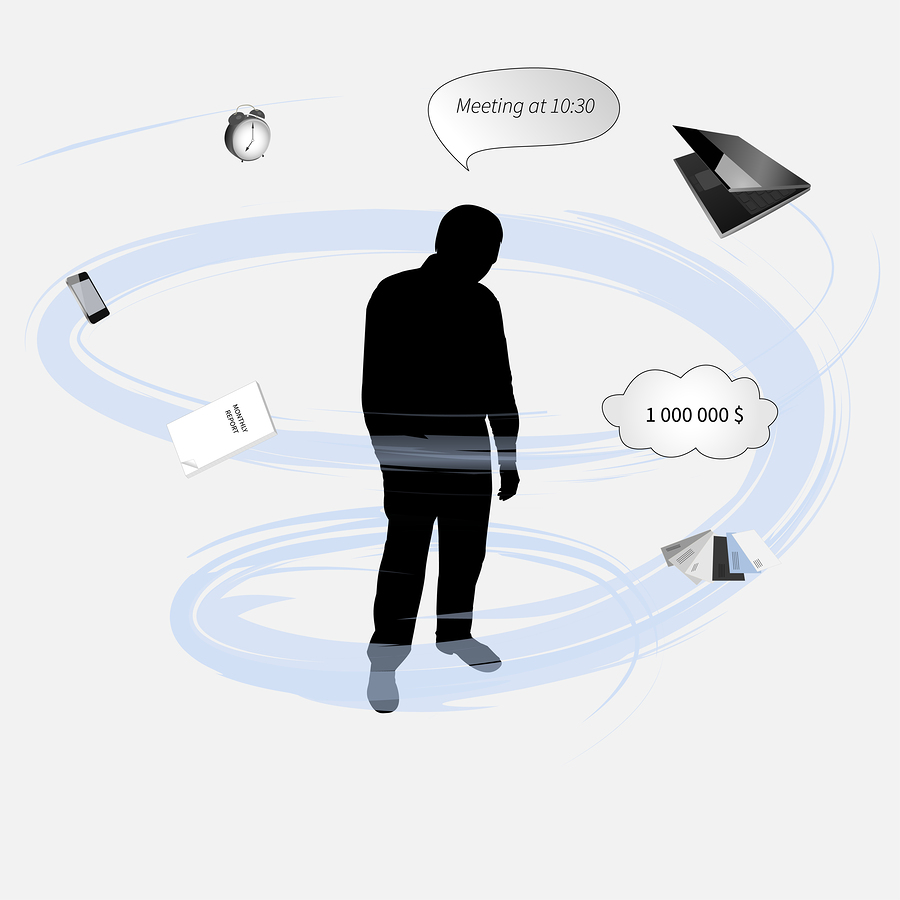 Meeting at 10:30
1 000 000 $
MONTHLY
REPORT